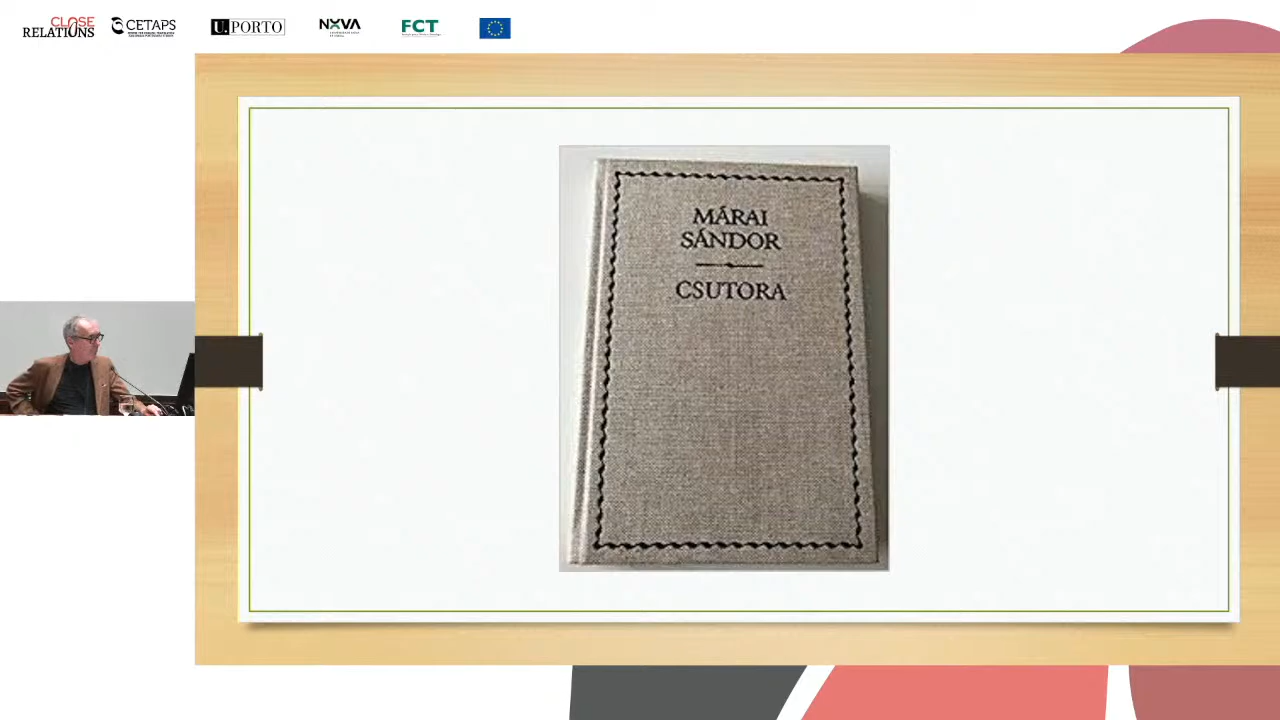 CLOSE
RELATIONS
CETAPS
U. PORTO
NOVA
FCT
MÁRAI
SÁNDOR
CSUTORA